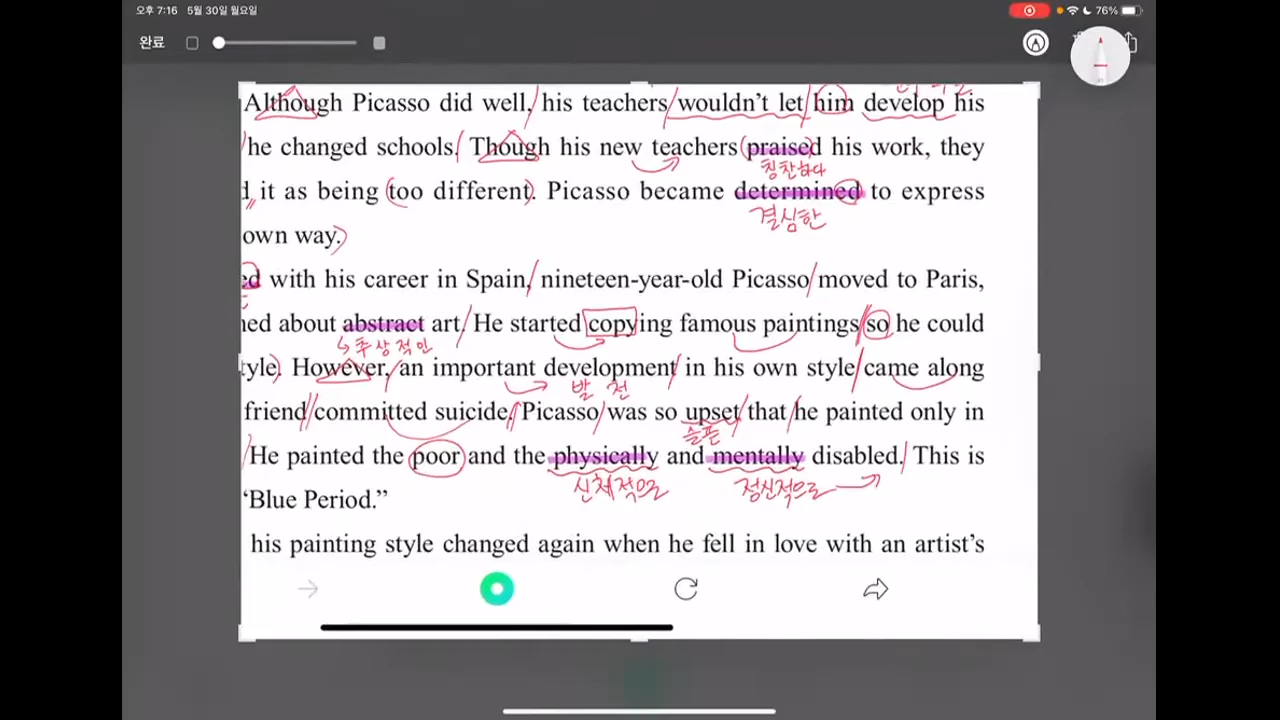 오후 7:16 5월 30일 월요일
76%
완료
Although Picasso did well, his teachers wouldn't let him develop his
he changed schools. Though his new teachers praised his work, they
칭찬하다
it as being too different. Picasso became determined to express
결심한
own way.
ed with his career in Spain, nineteen-year-old Picasso moved to Paris,
ned about abstract art. He started copying famous paintings so he could
추상적인
tyle. However, an important development in his own style came along
발전
friend committed suicide. Picasso was so upset that he painted only in
슬픈
He painted the poor and the physically and mentally disabled. This is
신체적으로 정신적으로
“Blue Period.”
his painting style changed again when he fell in love with an artist's